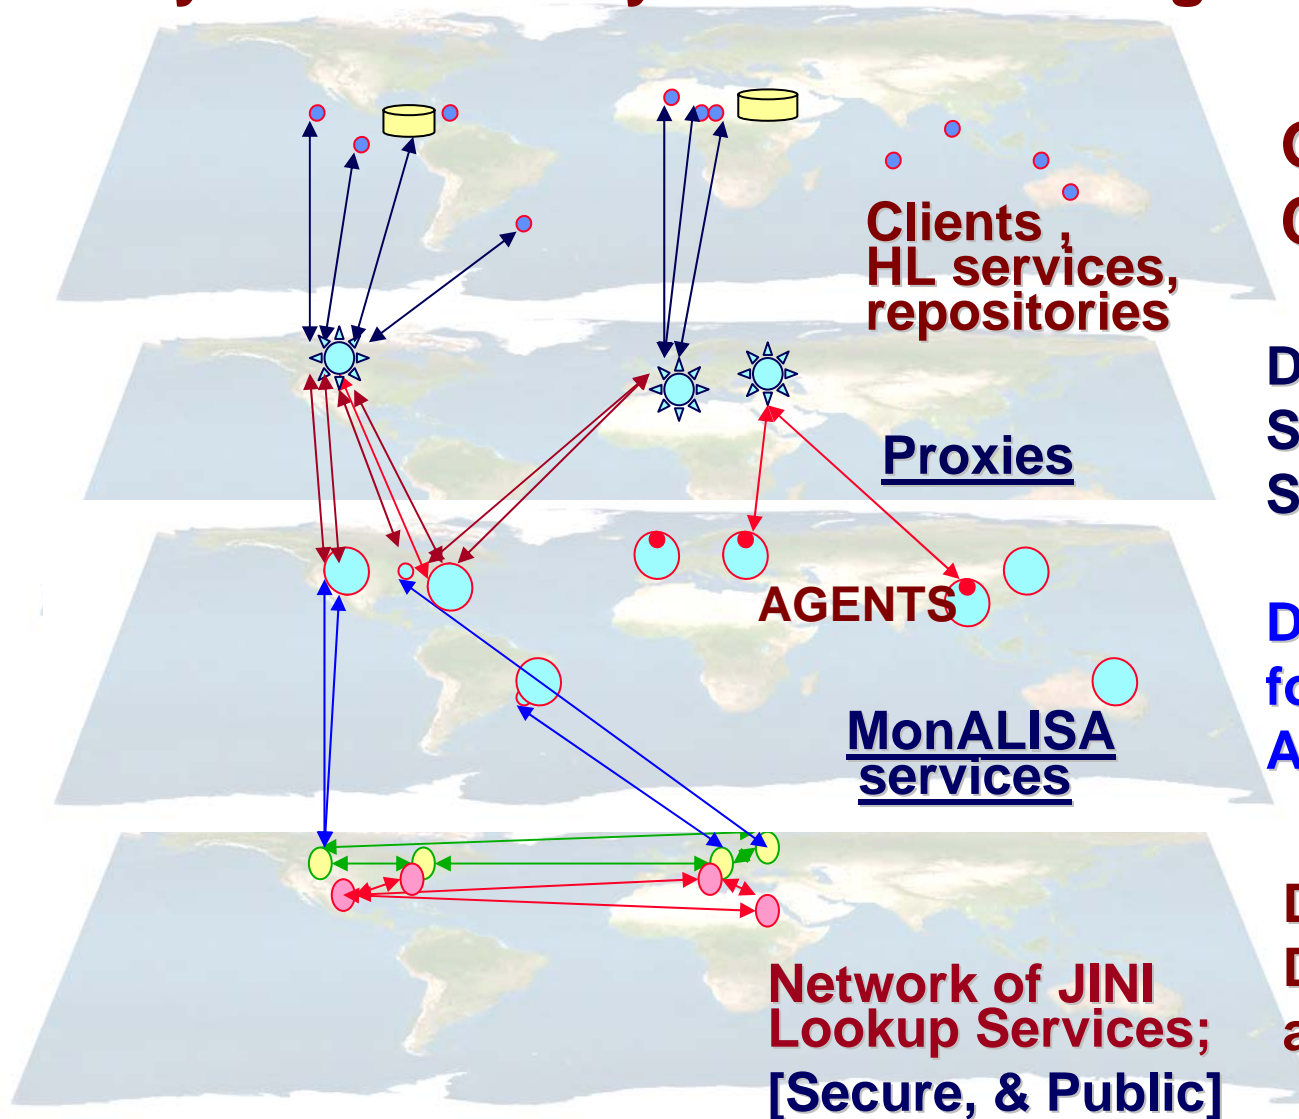 Clients ,
HL services,
repositories
Proxies
AGENTS
MonALISA
services
Network of JINI
Lookup Services;
[Secure, & Public]